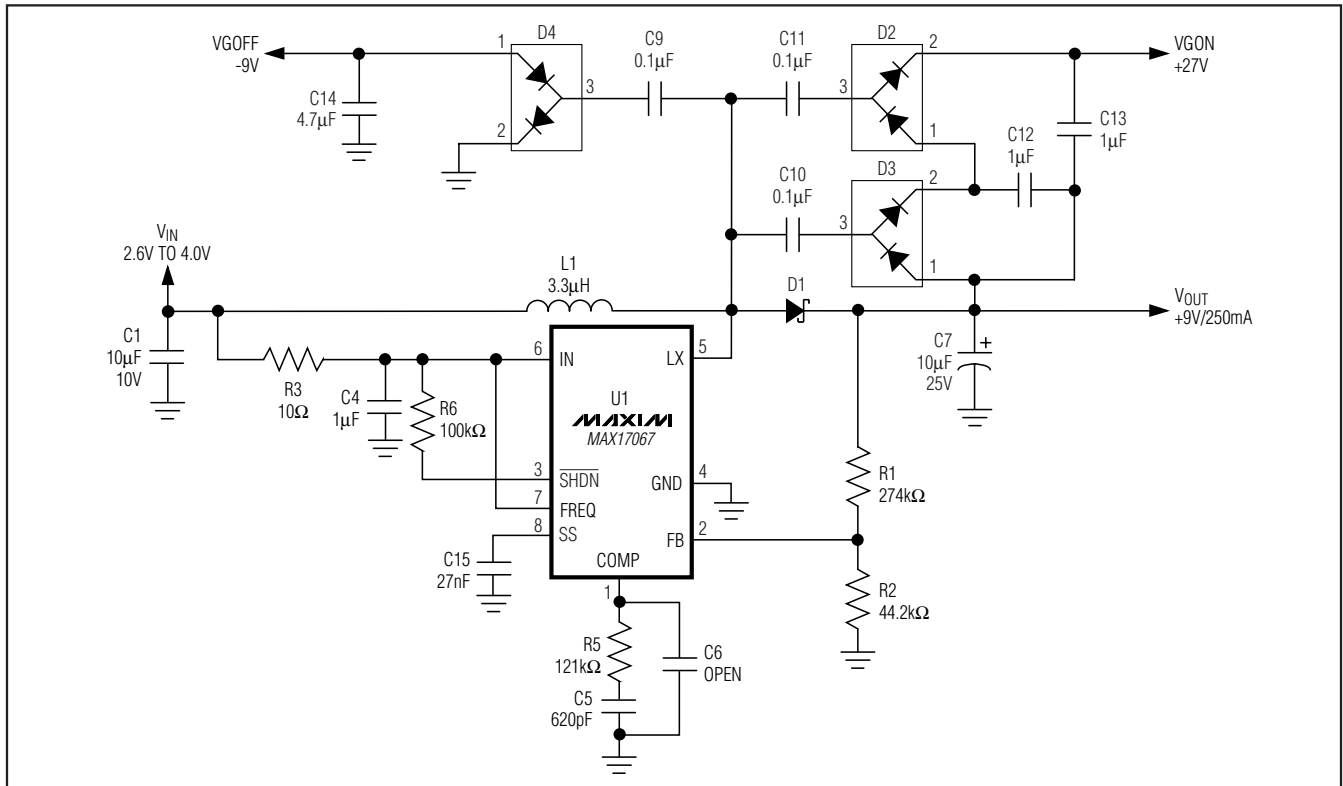 VGOFF
-9V
C14
4.7µF
1
2
D4
3
C9
0.1µF
C11
0.1µF
3
D2
2
1
VGON
+27V
C13
1µF
C12
1µF
C10
0.1µF
3
D3
2
1
VIN
2.6V TO 4.0V
C1
10µF
10V
L1
3.3µH
D1
VOUT
+9V/250mA
C7
10µF
25V
+
R3
10Ω
C4
1µF
R6
100kΩ
6
IN
LX
5
U1
MAXIM
MAX17067
3
SHDN
GND
4
7
FREQ
8
SS
FB
2
COMP
1
R1
274kΩ
R2
44.2kΩ
C15
27nF
R5
121kΩ
C5
620pF
C6
OPEN